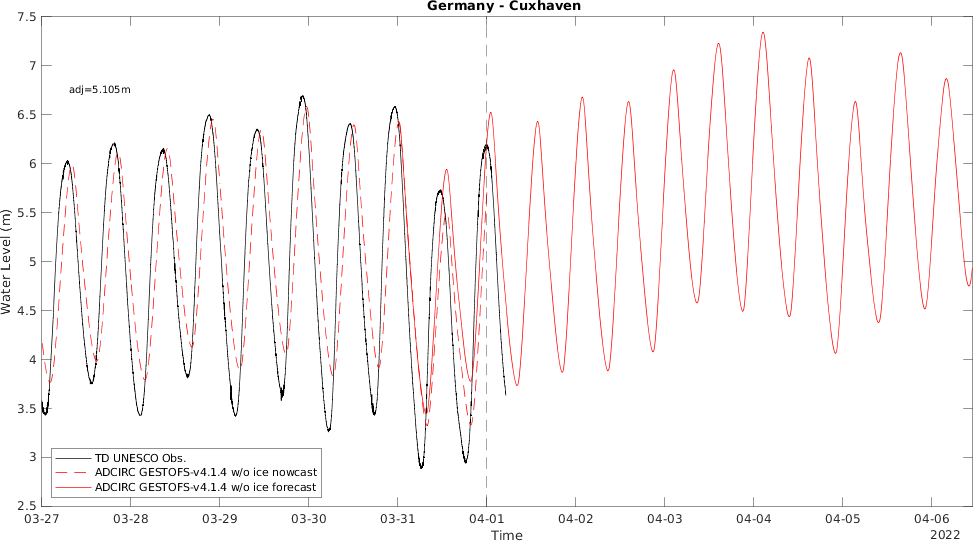 Germany - Cuxhaven
7.5
7
6.5
6
5.5
5
4.5
4
3.5
3
2.5
Water Level (m)
adj=5.105m
TD UNESCO Obs.
ADCIRC GESTOFS-v4.1.4 w/o ice nowcast
ADCIRC GESTOFS-v4.1.4 w/o ice forecast
03-27 03-28 03-29 03-30 03-31 04-01 04-02 04-03 04-04 04-05 04-06
Time
2022